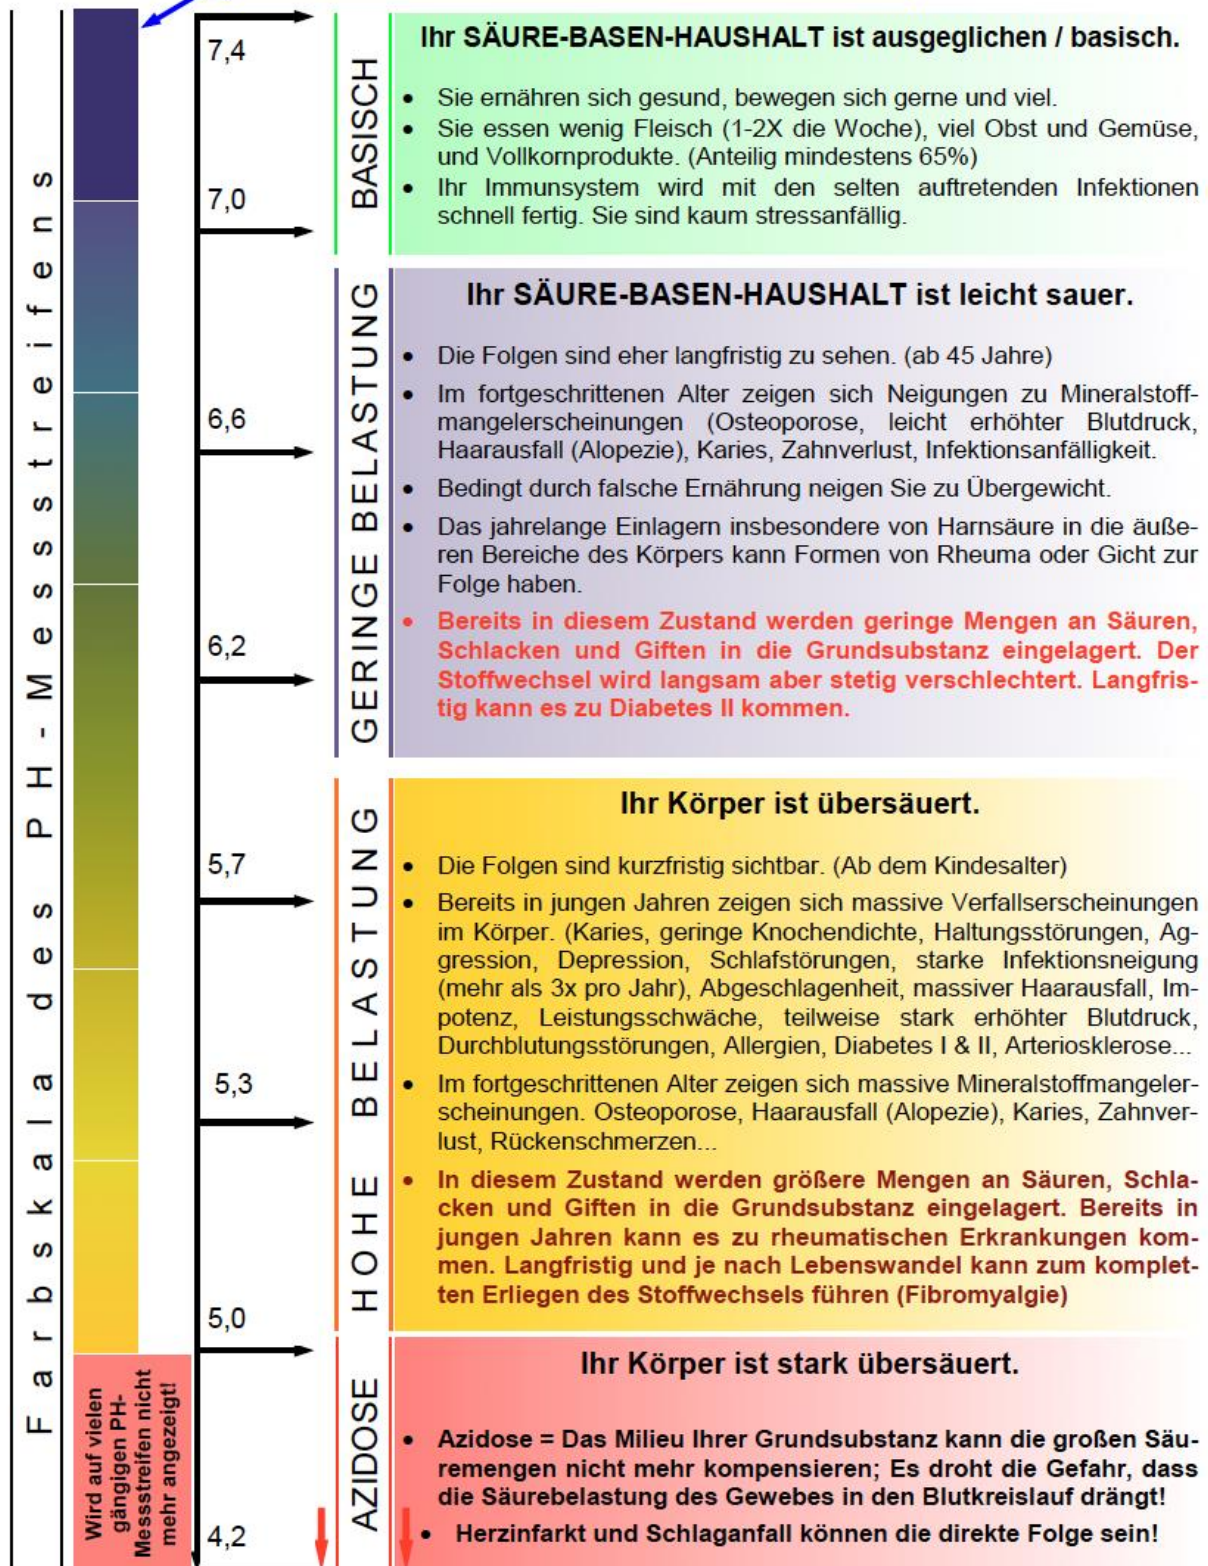 Farbskala des PH-Messstreifens
7,4
7,0
6,6
6,2
5,7
5,3
5,0
4,2
Wird auf vielen
gängigen PH-
Messstreifen nicht
mehr angezeigt!
BASISCH
Ihr SÄURE-BASEN-HAUSHALT ist ausgeglichen / basisch.
• Sie ernähren sich gesund, bewegen sich gerne und viel.
• Sie essen wenig Fleisch (1-2X die Woche), viel Obst und Gemüse,
und Vollkornprodukte. (Anteilig mindestens 65%)
• Ihr Immunsystem wird mit den selten auftretenden Infektionen
schnell fertig. Sie sind kaum stressanfällig.
GERINGE BELASTUNG
Ihr SÄURE-BASEN-HAUSHALT ist leicht sauer.
• Die Folgen sind eher langfristig zu sehen. (ab 45 Jahre)
• Im fortgeschrittenen Alter zeigen sich Neigungen zu Mineralstoff-
mangelerscheinungen (Osteoporose, leicht erhöhter Blutdruck,
Haarausfall (Alopezie), Karies, Zahnverlust, Infektionsanfälligkeit.
• Bedingt durch falsche Ernährung neigen Sie zu Übergewicht.
• Das jahrelange Einlagern insbesondere von Harnsäure in die äuße-
ren Bereiche des Körpers kann Formen von Rheuma oder Gicht zur
Folge haben.
• Bereits in diesem Zustand werden geringe Mengen an Säuren,
Schlacken und Giften in die Grundsubstanz eingelagert. Der
Stoffwechsel wird langsam aber stetig verschlechtert. Langfris-
tig kann es zu Diabetes II kommen.
HOHE BELASTUNG
Ihr Körper ist übersäuert.
• Die Folgen sind kurzfristig sichtbar. (Ab dem Kindesalter)
• Bereits in jungen Jahren zeigen sich massive Verfallserscheinungen
im Körper. (Karies, geringe Knochendichte, Haltungsstörungen, Ag-
gression, Depression, Schlafstörungen, starke Infektionsneigung
(mehr als 3x pro Jahr), Abgeschlagenheit, massiver Haarausfall, Im-
potenz, Leistungsschwäche, teilweise stark erhöhter Blutdruck,
Durchblutungsstörungen, Allergien, Diabetes I & II, Arteriosklerose...
• Im fortgeschrittenen Alter zeigen sich massive Mineralstoffmangeler-
scheinungen. Osteoporose, Haarausfall (Alopezie), Karies, Zahnver-
lust, Rückenschmerzen...
• In diesem Zustand werden größere Mengen an Säuren, Schla-
cken und Giften in die Grundsubstanz eingelagert. Bereits in
jungen Jahren kann es zu rheumatischen Erkrankungen kom-
men. Langfristig und je nach Lebenswandel kann zum komplet-
ten Erliegen des Stoffwechsels führen (Fibromyalgie)
AZIDOSE
Ihr Körper ist stark übersäuert.
• Azidose = Das Milieu Ihrer Grundsubstanz kann die großen Säu-
remengen nicht mehr kompensieren; Es droht die Gefahr, dass
die Säurebelastung des Gewebes in den Blutkreislauf drängt!
• Herzinfarkt und Schlaganfall können die direkte Folge sein!